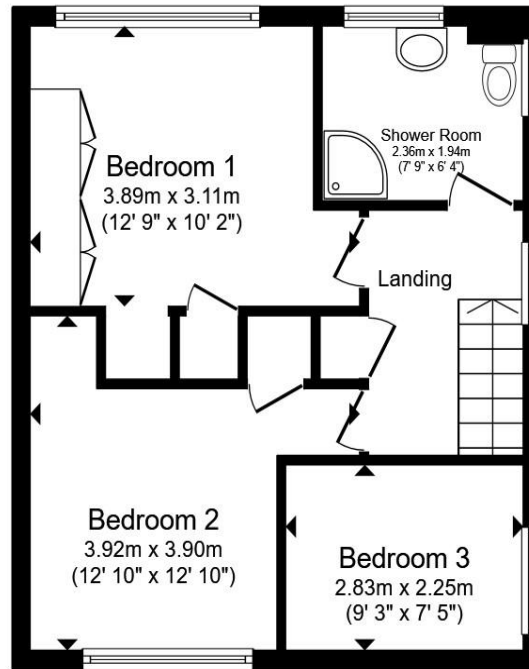 Bedroom 1
3.89m x 3.11m
(12' 9" x 10' 2")
Shower Room
2.36m x 1.94m
(7' 9" x 6' 4")
Landing
Bedroom 2
3.92m x 3.90m
(12' 10" x 12' 10")
Bedroom 3
2.83m x 2.25m
(9' 3" x 7' 5")